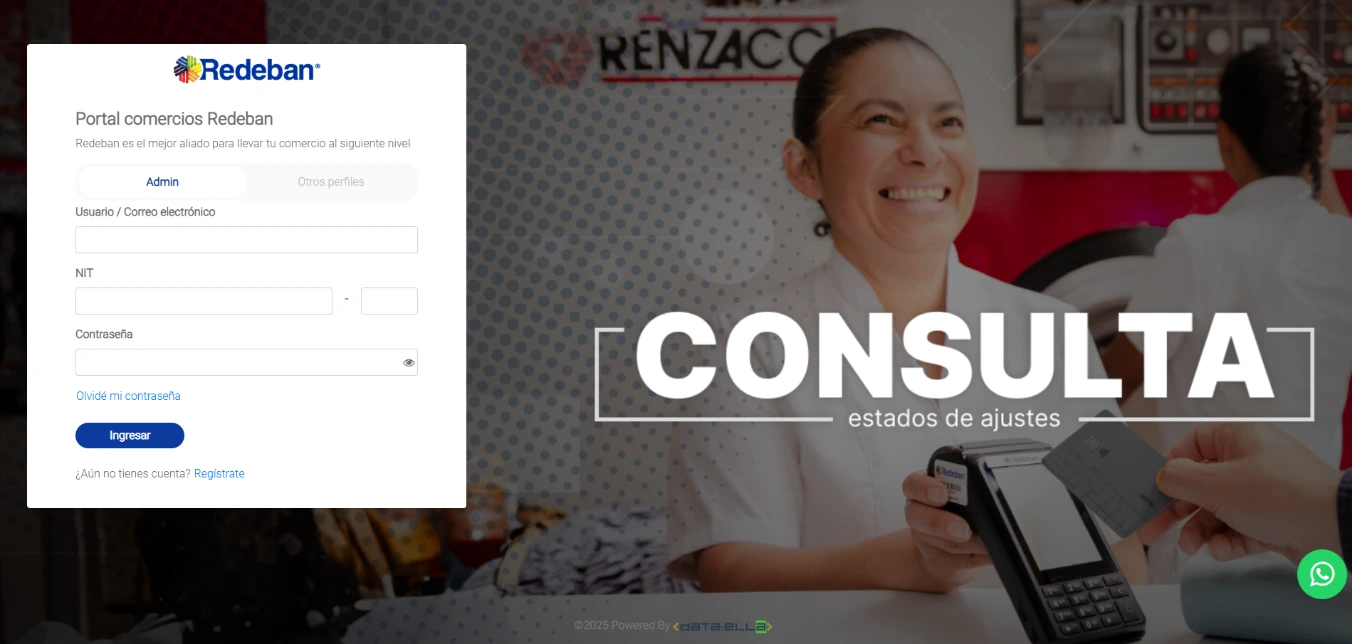 Redeban®
Portal comercios Redeban
Redeban es el mejor aliado para llevar tu comercio al siguiente nivel
Admin
Otros perfiles
Usuario / Correo electrónico
NIT
-
Contraseña
Olvidé mi contraseña
Ingresar
¿Aún no tienes cuenta? Regístrate
RENZACCI
CONSULTA
estados de ajustes
Redeban
©2025 Powered By <data:ella>